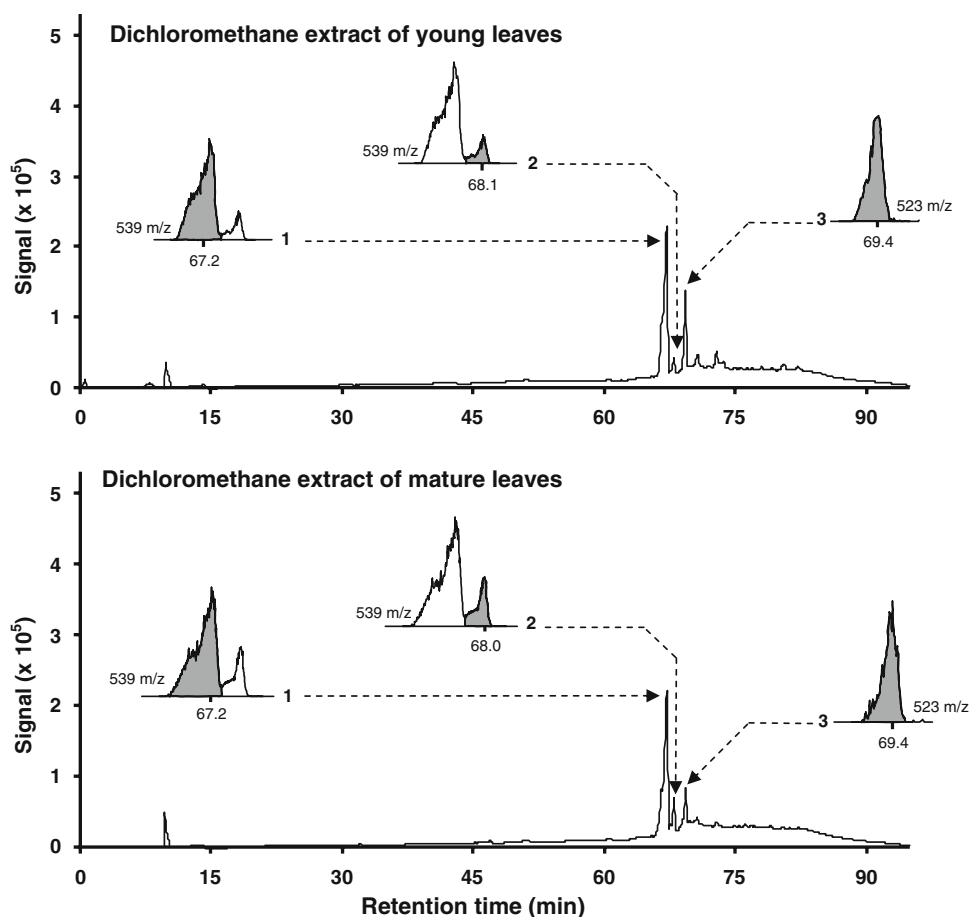 Dichloromethane extract of young leaves
5
4
3
2
1
0
Signal (x 10⁵)
539 m/z
67.2
1
539 m/z
68.1
2
523 m/z
69.4
3
0 15 30 45 60 75 90
Dichloromethane extract of mature leaves
5
4
3
2
1
0
Signal (x 10⁵)
539 m/z
67.2
1
539 m/z
68.0
2
523 m/z
69.4
3
0 15 30 45 60 75 90
Retention time (min)